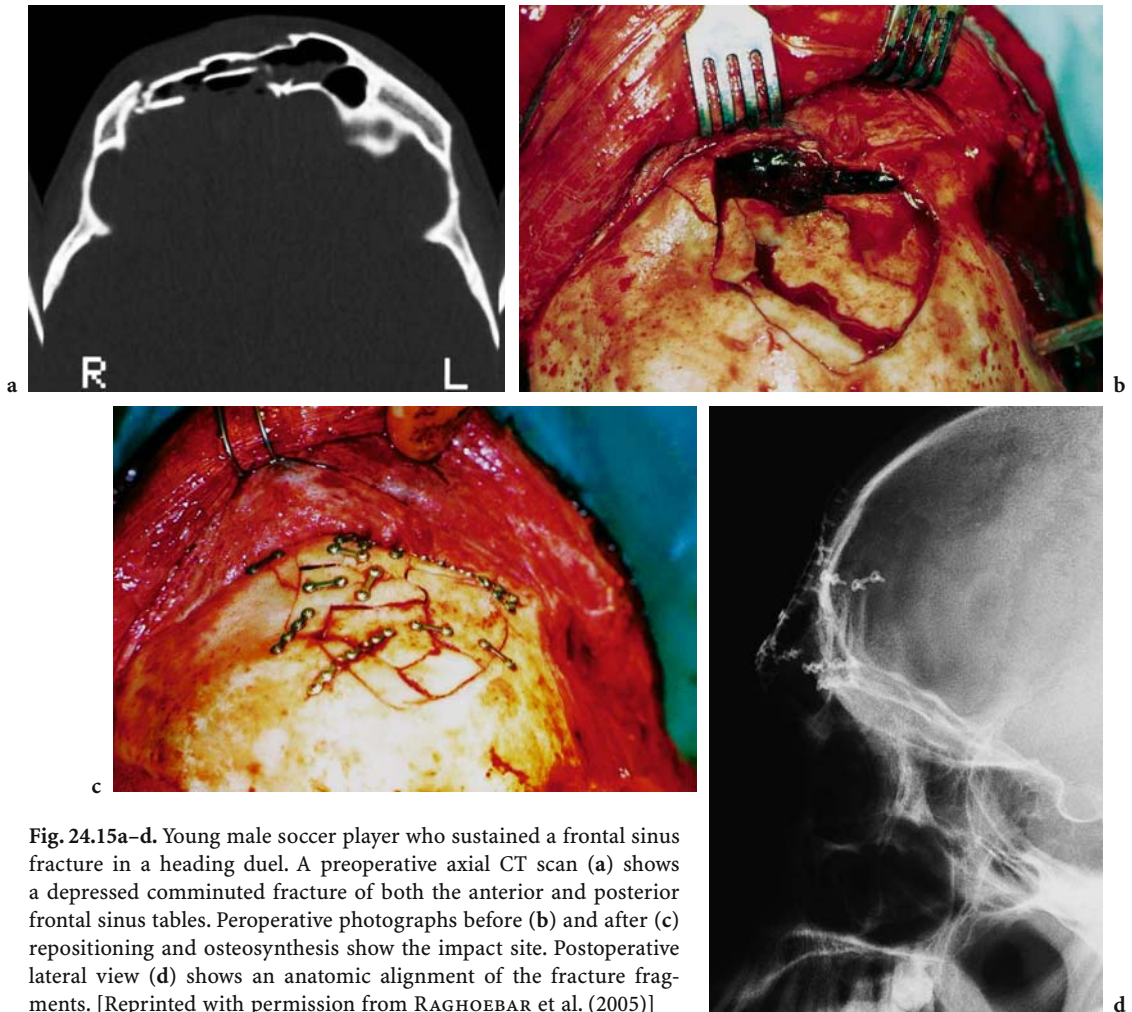 R
L
a
b
c
Fig. 24.15a–d. Young male soccer player who sustained a frontal sinus
fracture in a heading duel. A preoperative axial CT scan (a) shows
a depressed comminuted fracture of both the anterior and posterior
frontal sinus tables. Peroperative photographs before (b) and after (c)
repositioning and osteosynthesis show the impact site. Postoperative
lateral view (d) shows an anatomic alignment of the fracture frag-
ments. [Reprinted with permission from RAGHOEBAR et al. (2005)]
d